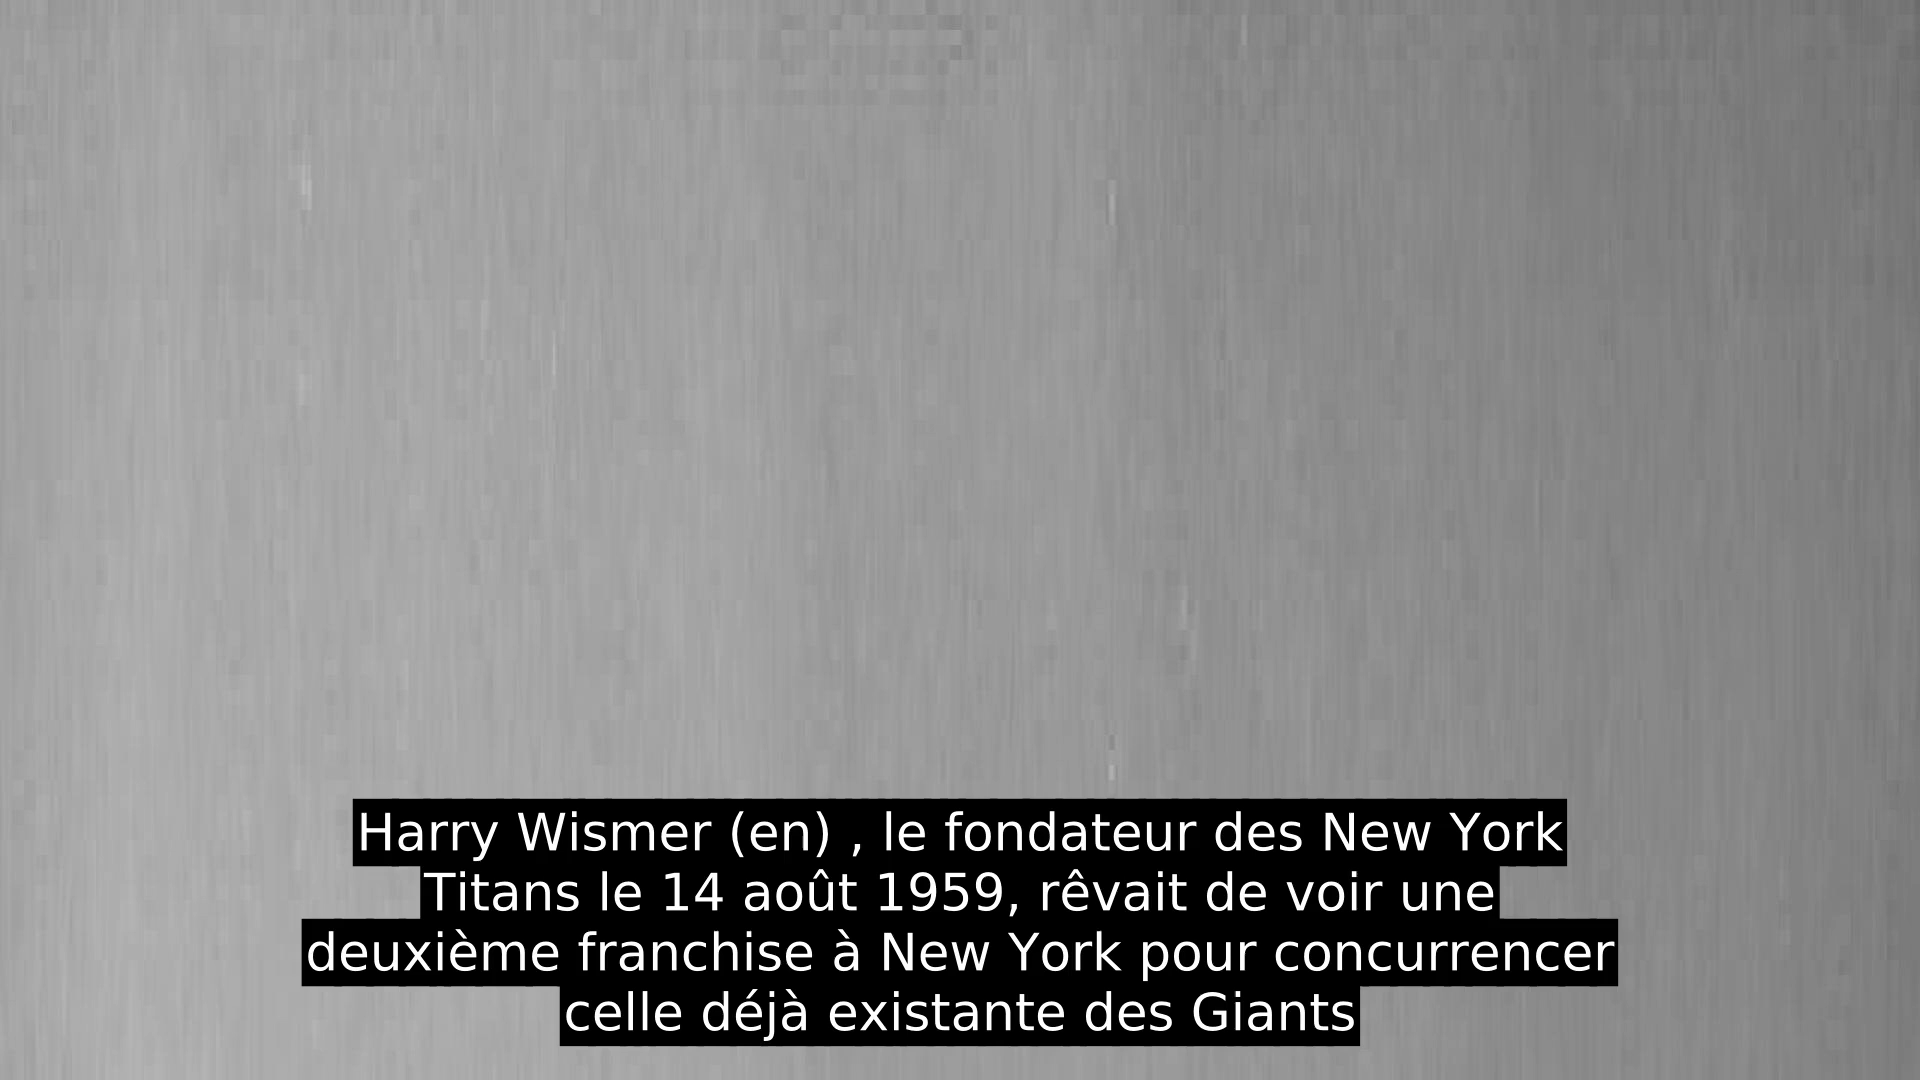 Harry Wismer (en) , le fondateur des New York
Titans le 14 août 1959, rêvait de voir une
deuxième franchise à New York pour concurrencer
celle déjà existante des Giants